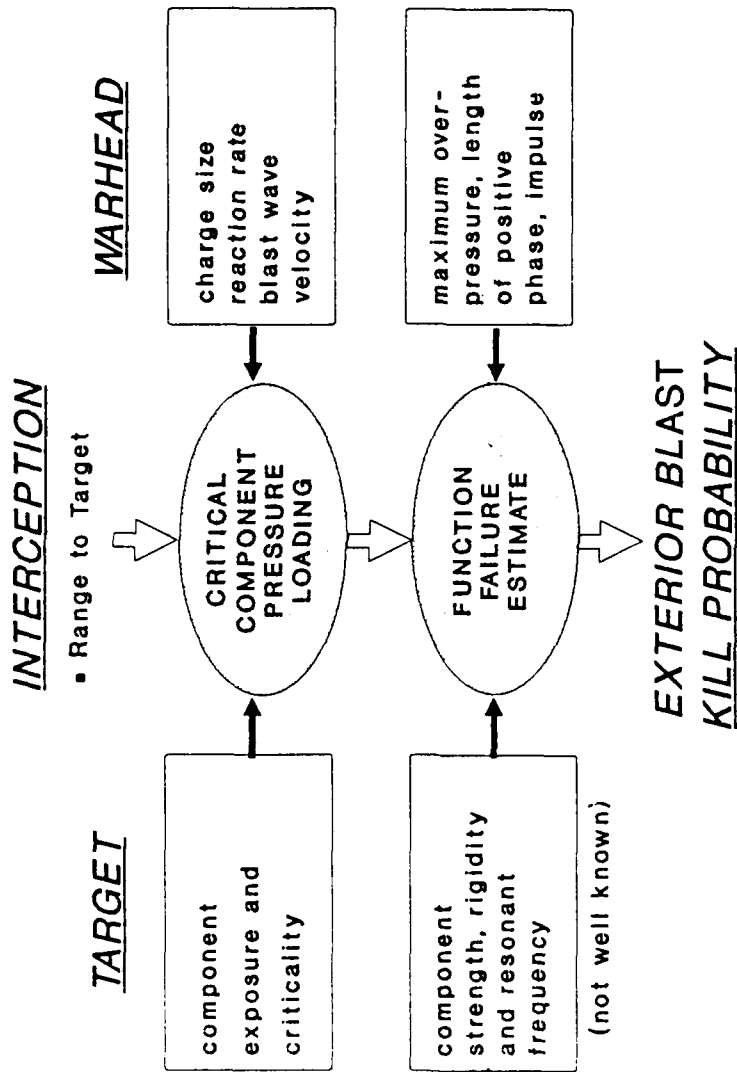 INTERCEPTION
▪ Range to Target
TARGET
WARHEAD
component
exposure and
criticality
CRITICAL
COMPONENT
PRESSURE
LOADING
charge size
reaction rate
blast wave
velocity
component
strength, rigidity
and resonant
frequency
(not well known)
FUNCTION
FAILURE
ESTIMATE
maximum over-
pressure, length
of positive
phase, impulse
EXTERIOR BLAST
KILL PROBABILITY